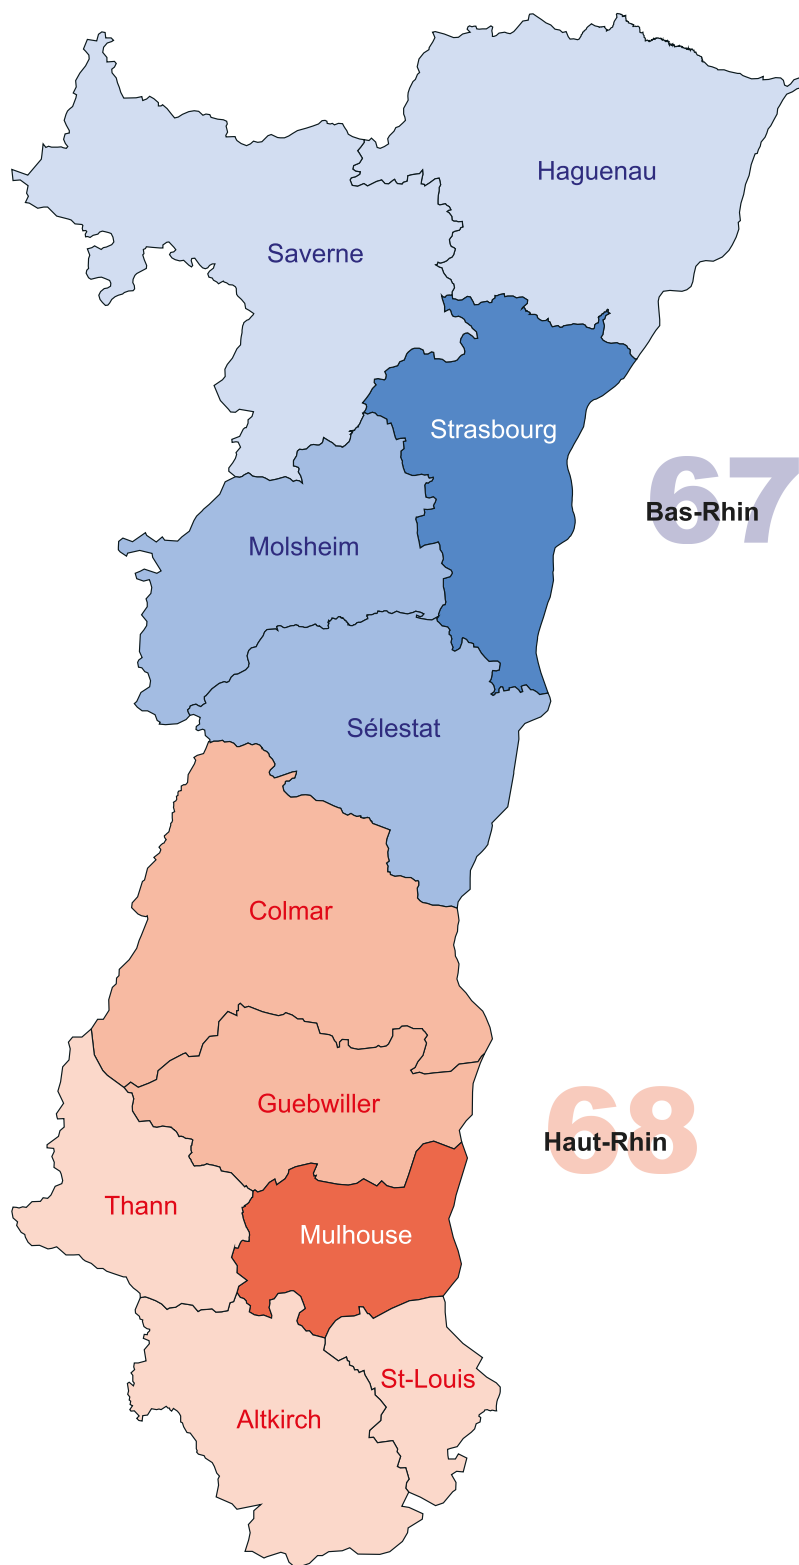 Haguenau
Saverne
Strasbourg
67
Bas-Rhin
Molsheim
Sélestat
Colmar
Guebwiller
68
Haut-Rhin
Thann
Mulhouse
St-Louis
Altkirch